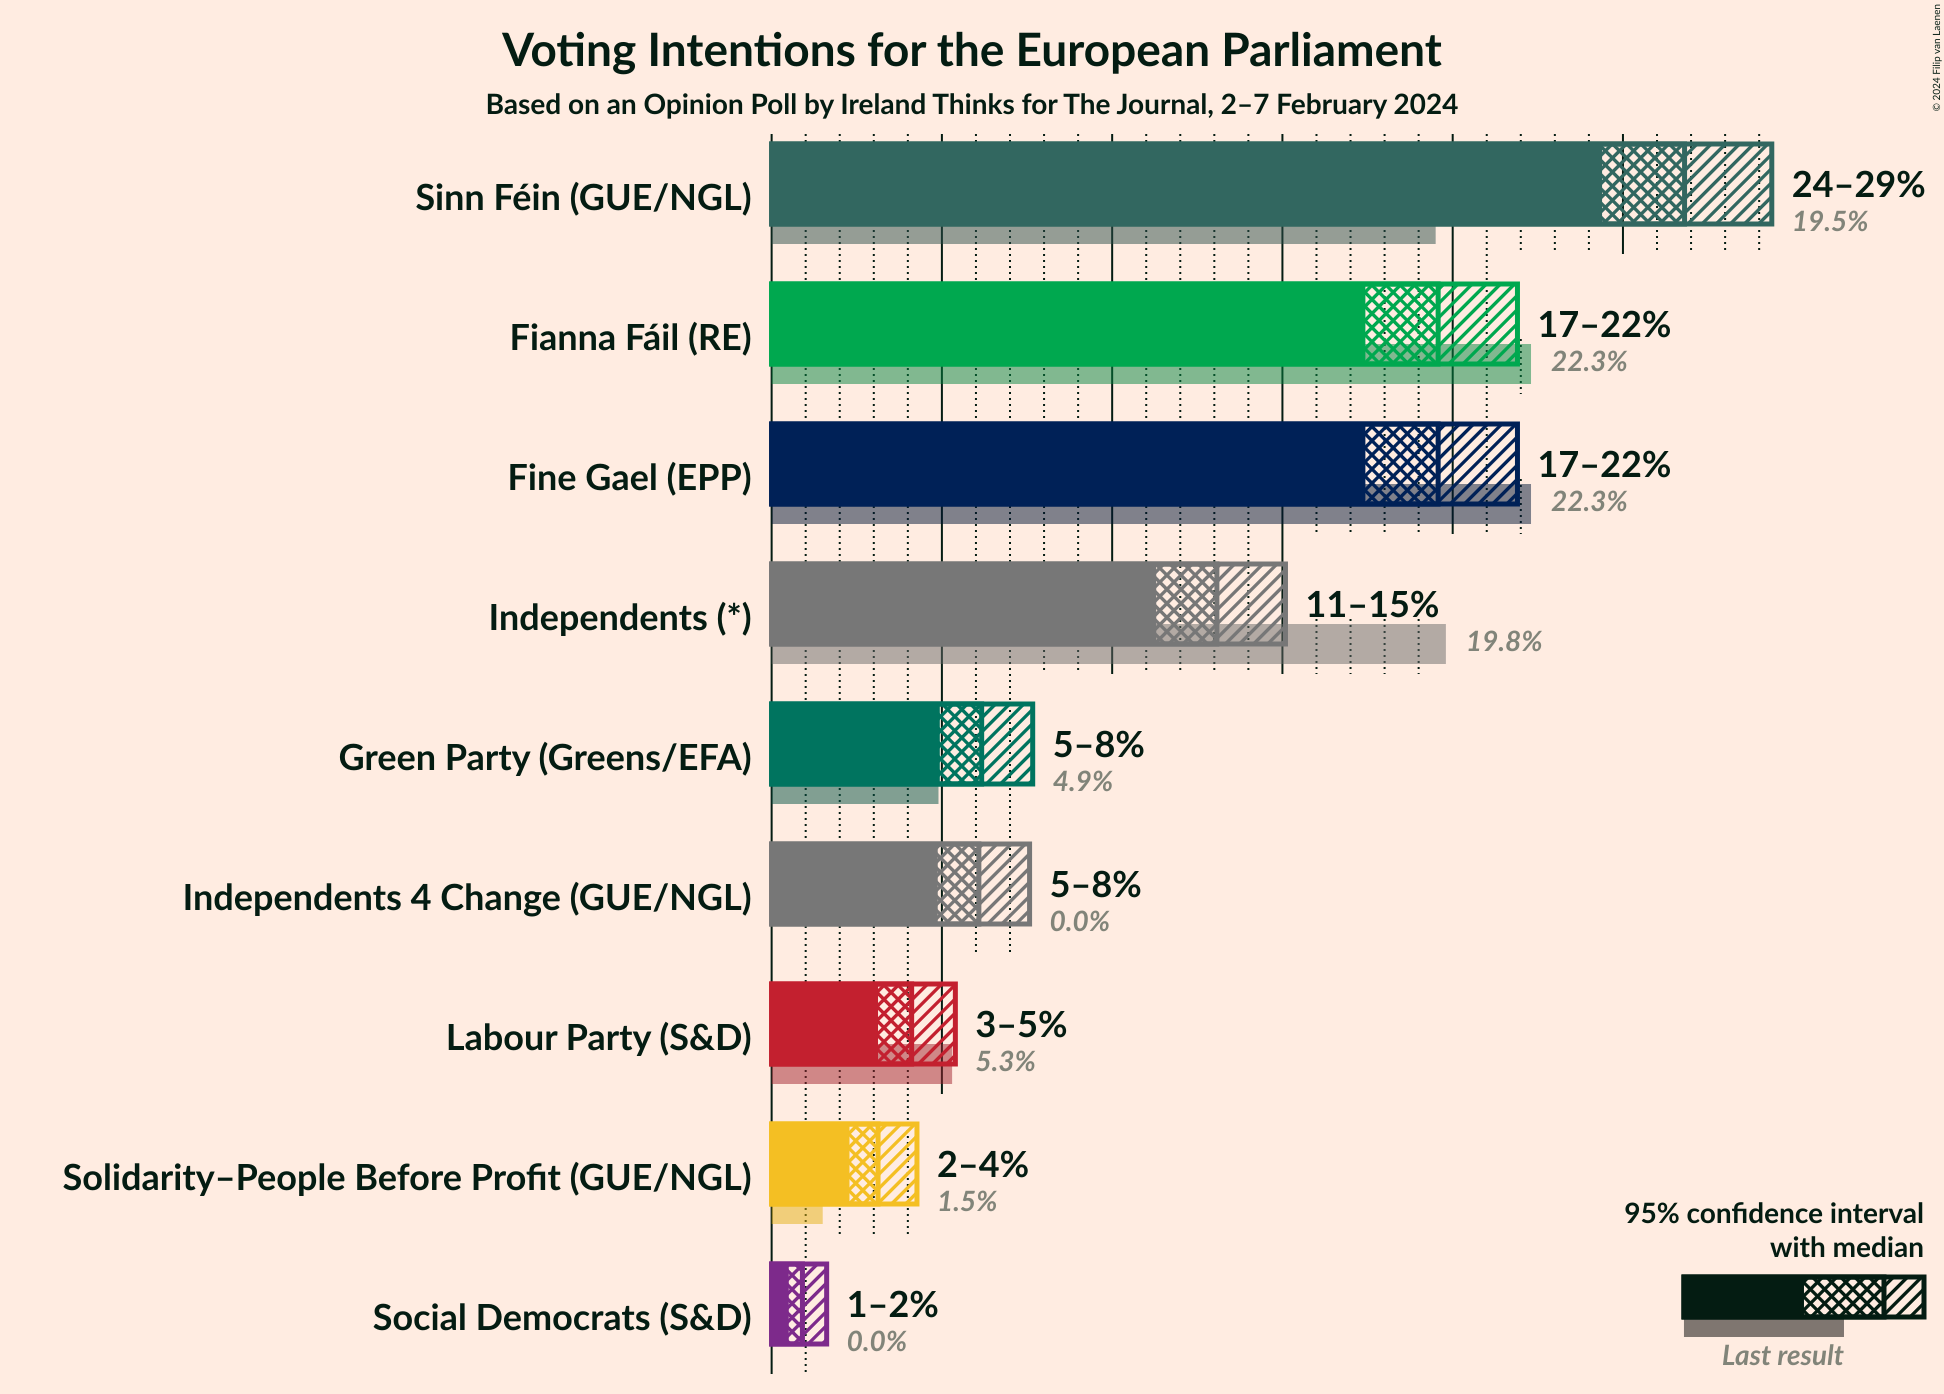 Voting Intentions for the European Parliament
Based on an Opinion Poll by Ireland Thinks for The Journal, 2–7 February 2024
© 2024 Filip van Laenen
Sinn Féin (GUE/NGL)
24–29%
19.5%
Fianna Fáil (RE)
17–22%
22.3%
Fine Gael (EPP)
17–22%
22.3%
Independents (*)
11–15%
19.8%
Green Party (Greens/EFA)
5–8%
4.9%
Independents 4 Change (GUE/NGL)
5–8%
0.0%
Labour Party (S&D)
3–5%
5.3%
Solidarity–People Before Profit (GUE/NGL)
2–4%
1.5%
Social Democrats (S&D)
1–2%
0.0%
95% confidence interval
with median
Last result